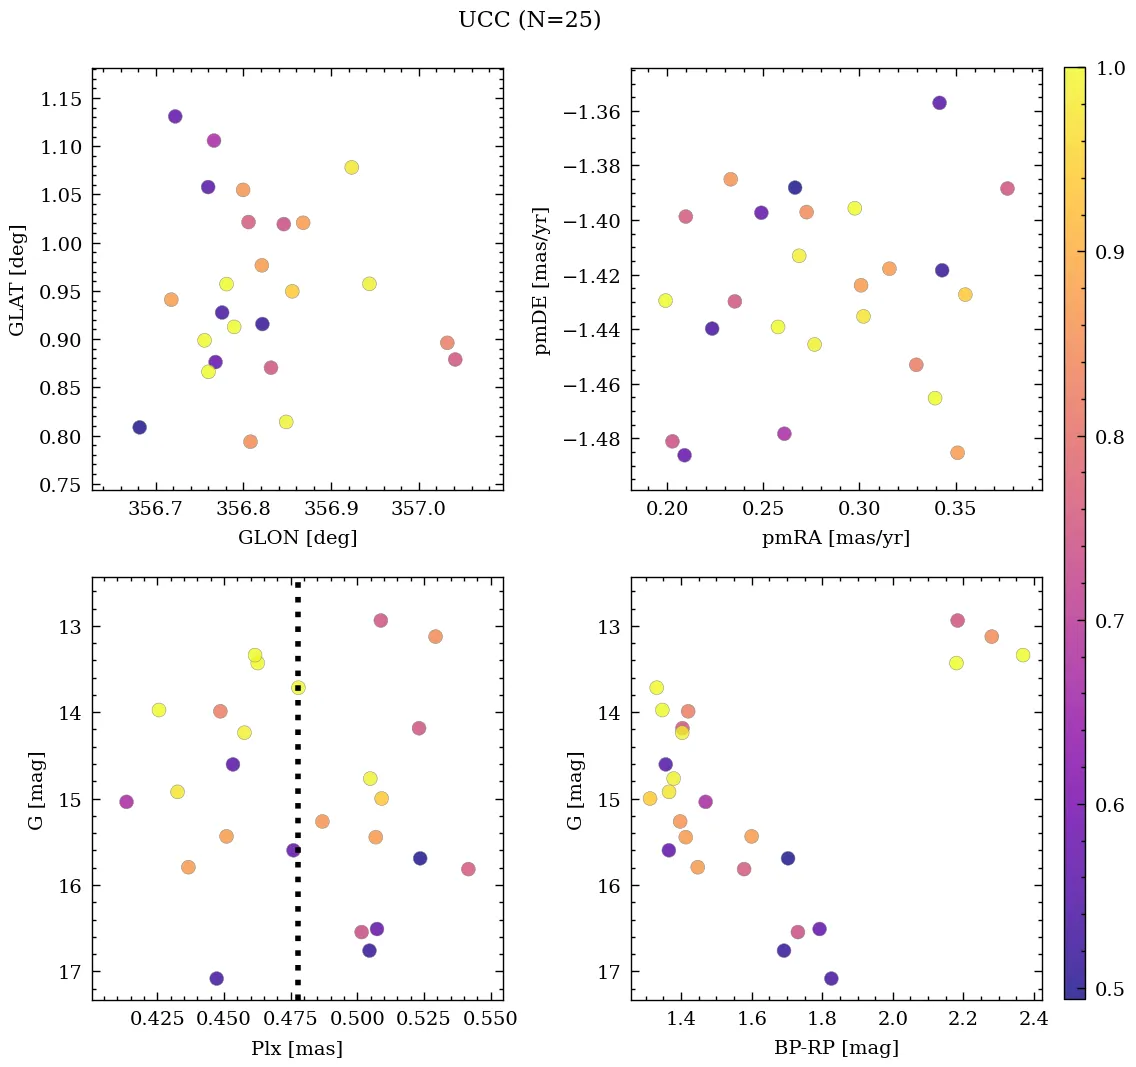 UCC (N=25)
1.15
1.10
1.05
1.00
0.95
0.90
0.85
0.80
0.75
GLAT [deg]
356.7 356.8 356.9 357.0
GLON [deg]
−1.36
−1.38
−1.40
−1.42
−1.44
−1.46
−1.48
pmDE [mas/yr]
0.20 0.25 0.30 0.35
pmRA [mas/yr]
1.0
0.9
0.8
0.7
0.6
0.5
13
14
15
16
17
G [mag]
0.425 0.450 0.475 0.500 0.525 0.550
Plx [mas]
13
14
15
16
17
G [mag]
1.4 1.6 1.8 2.0 2.2 2.4
BP-RP [mag]